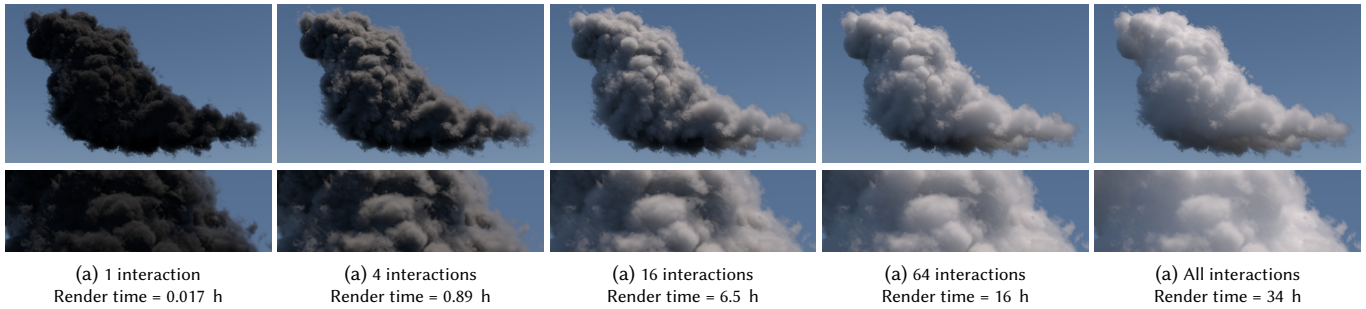 (a) 1 interaction
Render time = 0.017 h
(a) 4 interactions
Render time = 0.89 h
(a) 16 interactions
Render time = 6.5 h
(a) 64 interactions
Render time = 16 h
(a) All interactions
Render time = 34 h